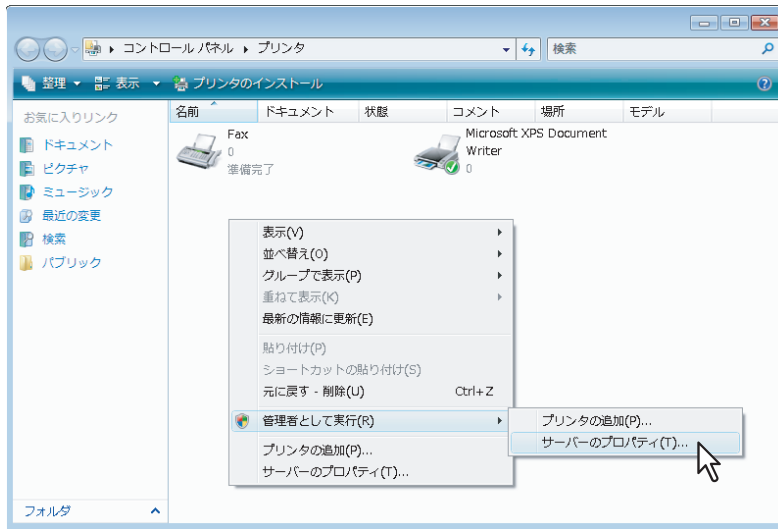 コントロール パネル プリンタ 検索
整理 表示 プリンタのインストール
お気に入りリンク
ドキュメント
ピクチャ
ミュージック
最近の変更
検索
パブリック
フォルダ
名前 ドキュメント 状態 コメント 場所 モデル
Fax
0
準備完了
Microsoft XPS Document
Writer
0
表示(V)
並べ替え(O)
グループで表示(P)
重ねて表示(K)
最新の情報に更新(E)
貼り付け(P)
ショートカットの貼り付け(S)
元に戻す - 削除(U) Ctrl+Z
管理者として実行(R)
プリンタの追加(P)...
サーバーのプロパティ(T)...
プリンタの追加(P)...
サーバーのプロパティ(T)...